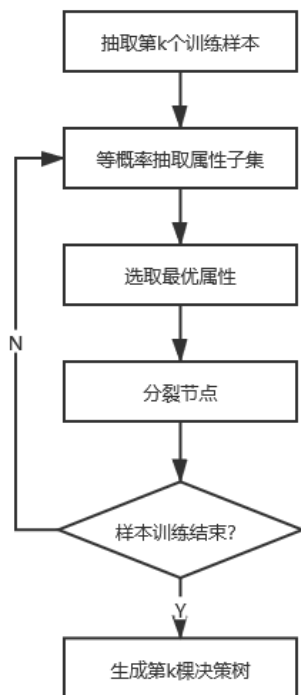 抽取第k个训练样本
等概率抽取属性子集
选取最优属性
N
分裂节点
样本训练结束?
Y
生成第k棵决策树